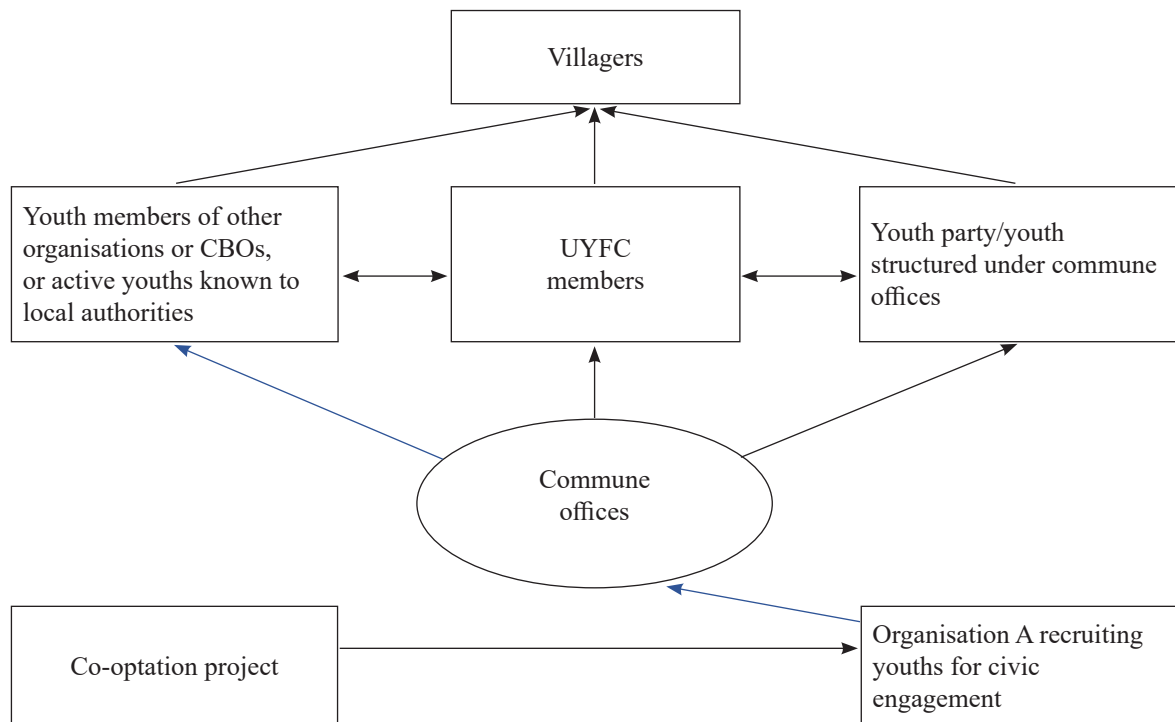 Villagers
Youth members of other
organisations or CBOs,
or active youths known to
local authorities
UYFC
members
Youth party/youth
structured under commune
offices
Commune
offices
Co-optation project
Organisation A recruiting
youths for civic
engagement